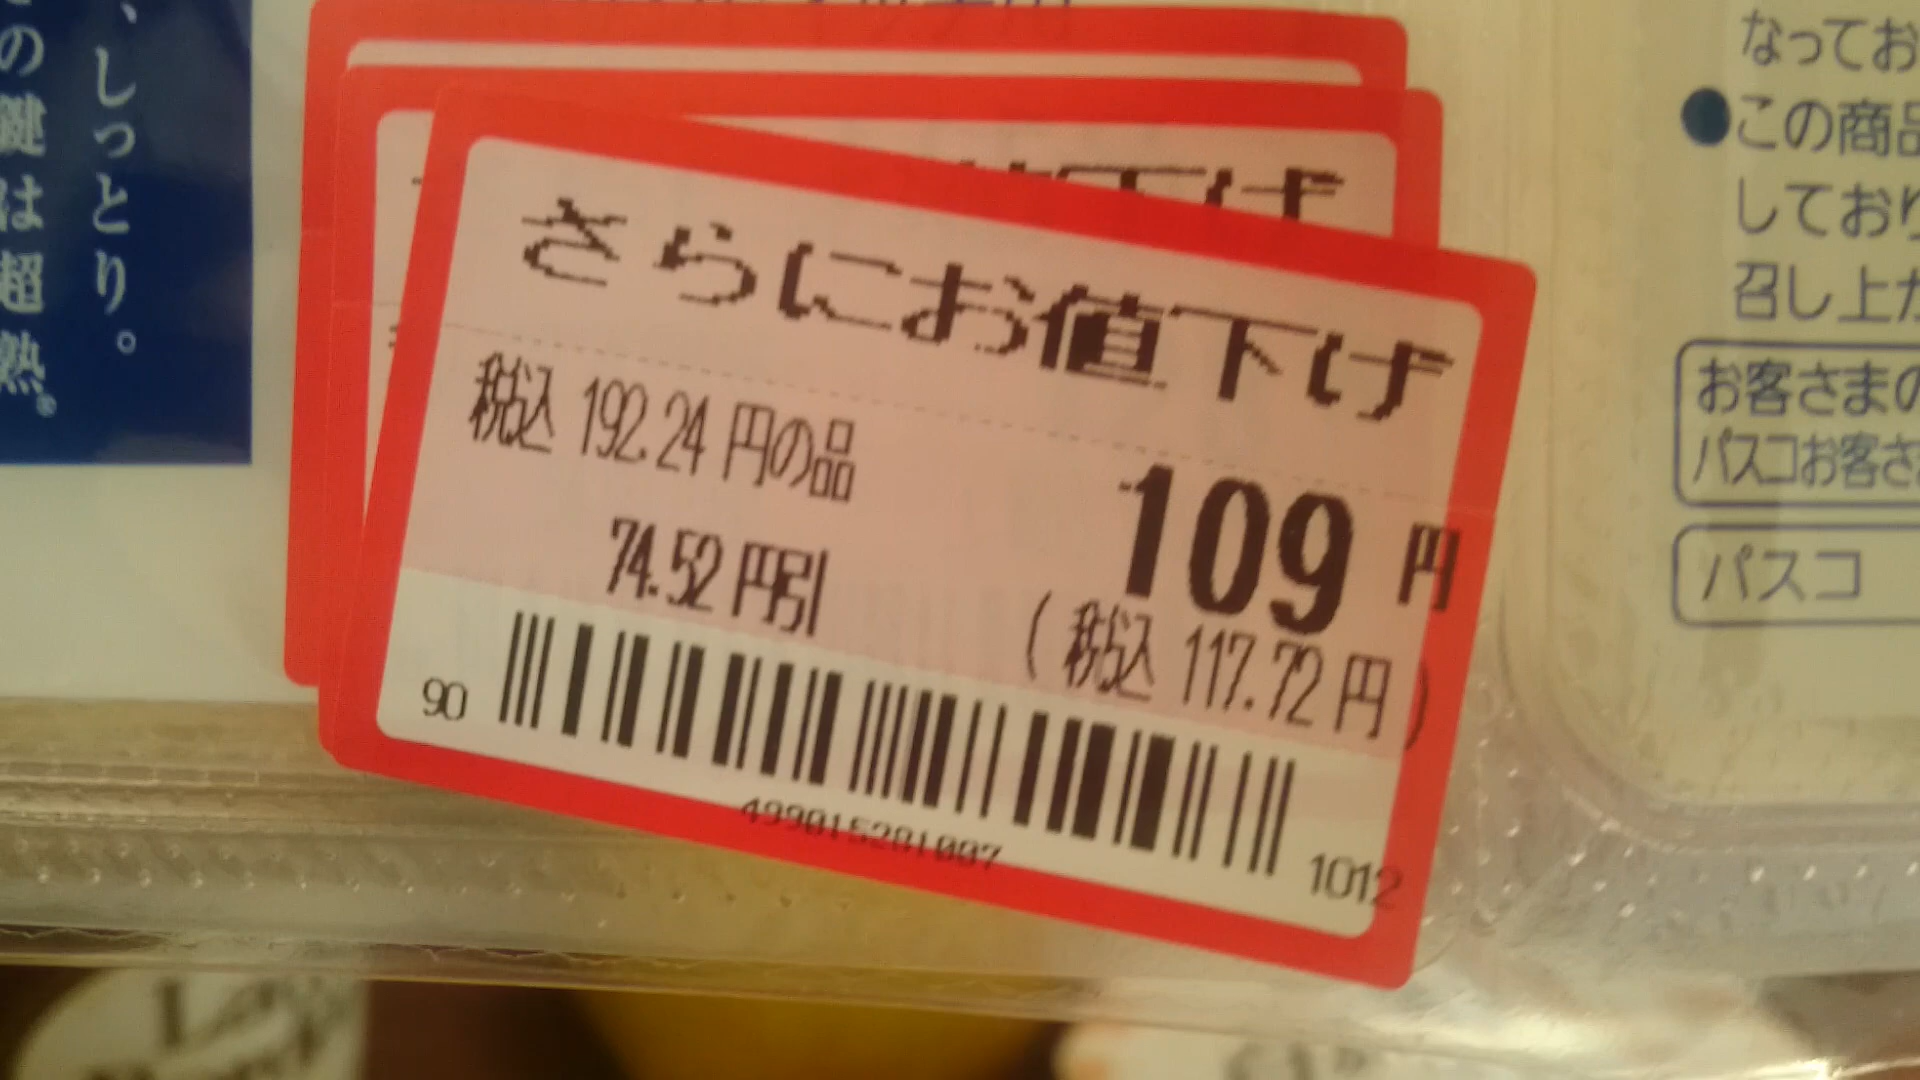 、しっとり。
の鍵は超熟。
さらにお値下げ
税込 192.24 円の品
109 円
74.52 円引
( 税込 117.72 円 )
90
1012
なってお
●この商品
しており
召し上が
お客さまの
パスコお客さ
パスコ